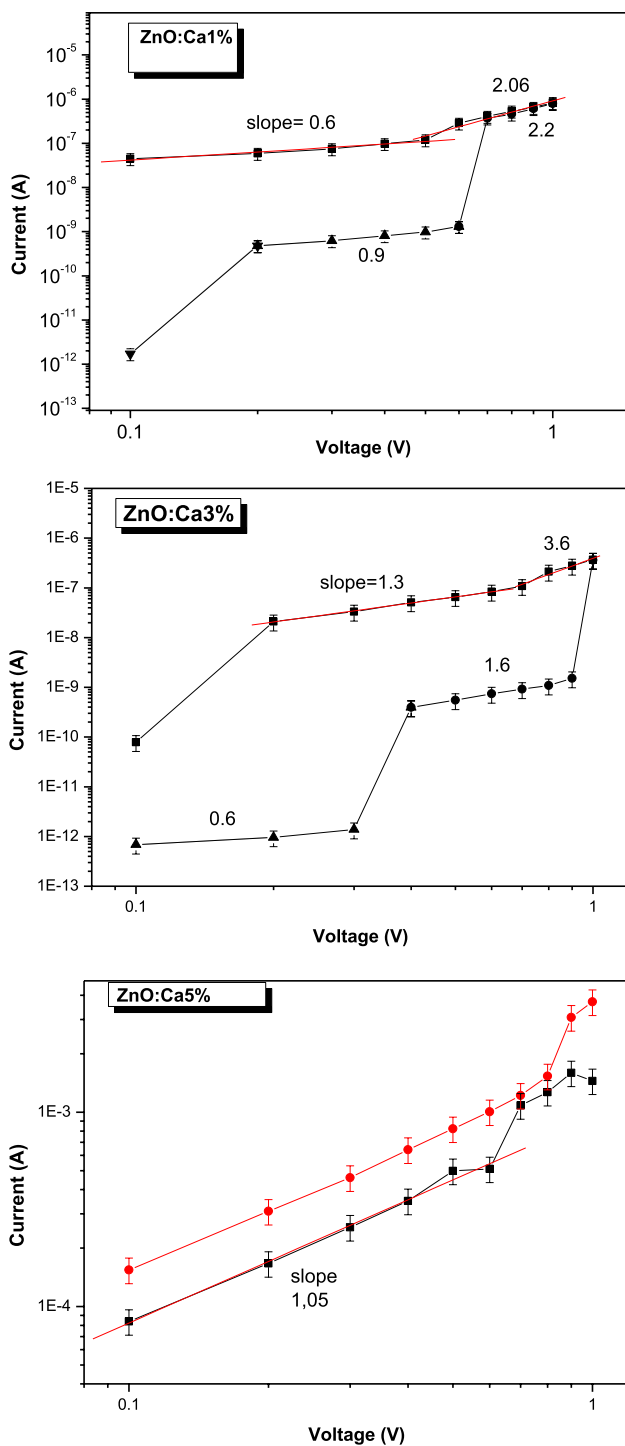 ZnO:Ca1%
10⁻⁵
10⁻⁶
10⁻⁷
10⁻⁸
10⁻⁹
10⁻¹⁰
10⁻¹¹
10⁻¹²
10⁻¹³
Current (A)
slope= 0.6
2.06
2.2
0.9
0.1
1
Voltage (V)
ZnO:Ca3%
1E-5
1E-6
1E-7
1E-8
1E-9
1E-10
1E-11
1E-12
1E-13
Current (A)
slope=1.3
3.6
1.6
0.6
0.1
1
Voltage (V)
ZnO:Ca5%
1E-3
1E-4
Current (A)
slope
1,05
0.1
1
Voltage (V)